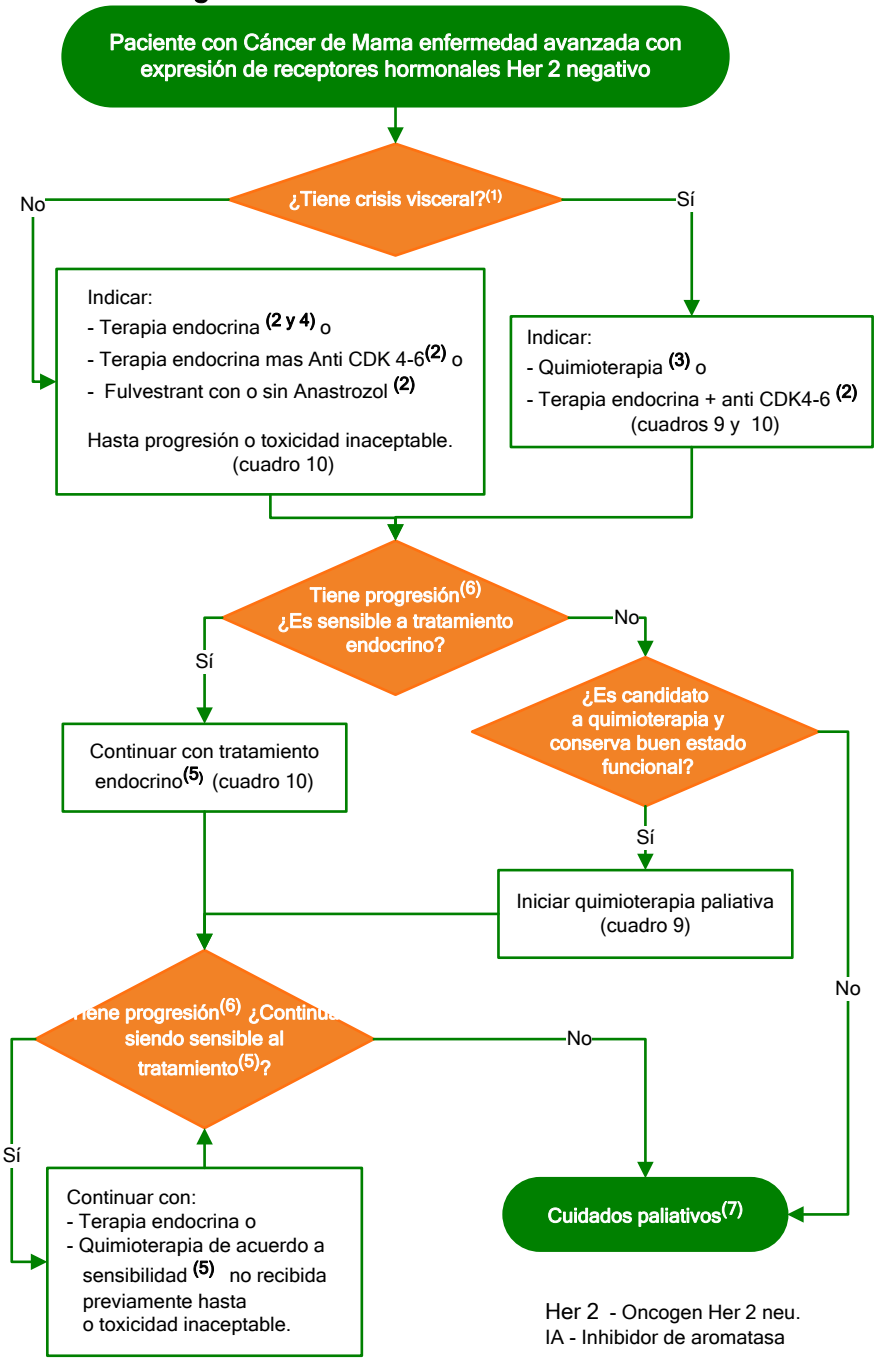 Paciente con Cáncer de Mama enfermedad avanzada con
expresión de receptores hormonales Her 2 negativo
¿Tiene crisis visceral?(1)
No
Sí
Indicar:
- Terapia endocrina (2 y 4) o
- Terapia endocrina mas Anti CDK 4-6(2) o
- Fulvestrant con o sin Anastrozol (2)
Hasta progresión o toxicidad inaceptable.
(cuadro 10)
Indicar:
- Quimioterapia (3) o
- Terapia endocrina + anti CDK4-6 (2)
(cuadros 9 y 10)
Tiene progresión(6)
¿Es sensible a tratamiento
endocrino?
No
Sí
¿Es candidato
a quimioterapia y
conserva buen estado
funcional?
Continuar con tratamiento
endocrino(5) (cuadro 10)
Sí
Iniciar quimioterapia paliativa
(cuadro 9)
No
iene progresión(6) ¿Continu
siendo sensible al
tratamiento(5)?
No
Sí
Continuar con:
- Terapia endocrina o
- Quimioterapia de acuerdo a
sensibilidad (5) no recibida
previamente hasta
o toxicidad inaceptable.
Cuidados paliativos(7)
Her 2 - Oncogen Her 2 neu.
IA - Inhibidor de aromatasa